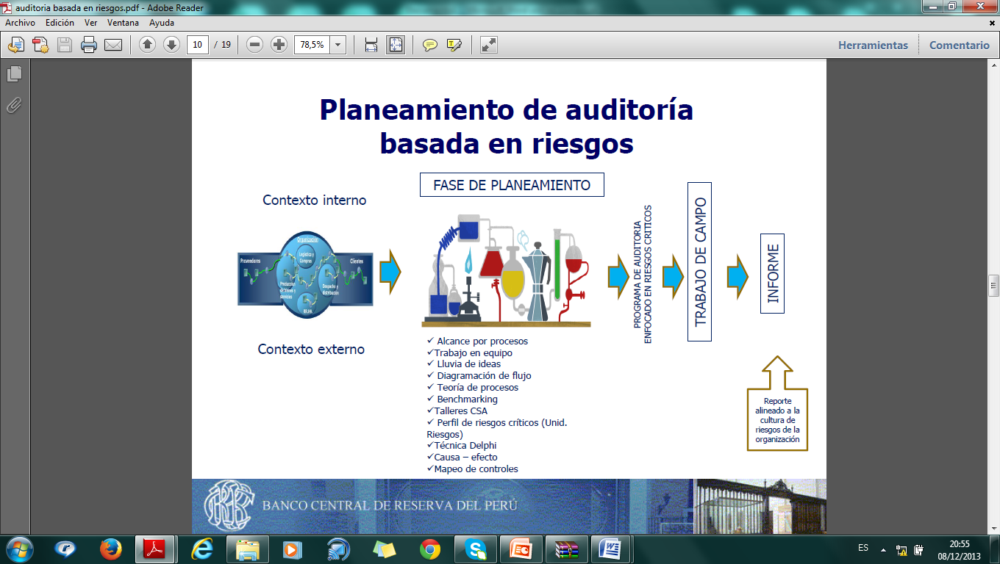 auditoria basada en riesgos.pdf - Adobe Reader
Archivo Edición Ver Ventana Ayuda
10 / 19 78,5% Herramientas Comentario
Planeamiento de auditoría
basada en riesgos
FASE DE PLANEAMIENTO
Contexto interno
Organización
Logística y
Compras
Proveedores
Clientes
Producción
de bienes y
servicios
Despacho y
distribución
Contexto externo
✓ Alcance por procesos
✓Trabajo en equipo
✓ Lluvia de ideas
✓ Diagramación de flujo
✓ Teoría de procesos
✓ Benchmarking
✓Talleres CSA
✓ Perfil de riesgos críticos (Unid.
Riesgos)
✓Técnica Delphi
✓Causa – efecto
✓Mapeo de controles
PROGRAMA DE AUDITORIA
ENFOCADO EN RIESGOS CRITICOS
TRABAJO DE CAMPO
INFORME
Reporte
alineado a la
cultura de
riesgos de la
organización
BANCO CENTRAL DE RESERVA DEL PERÚ
ES
20:55
08/12/2013